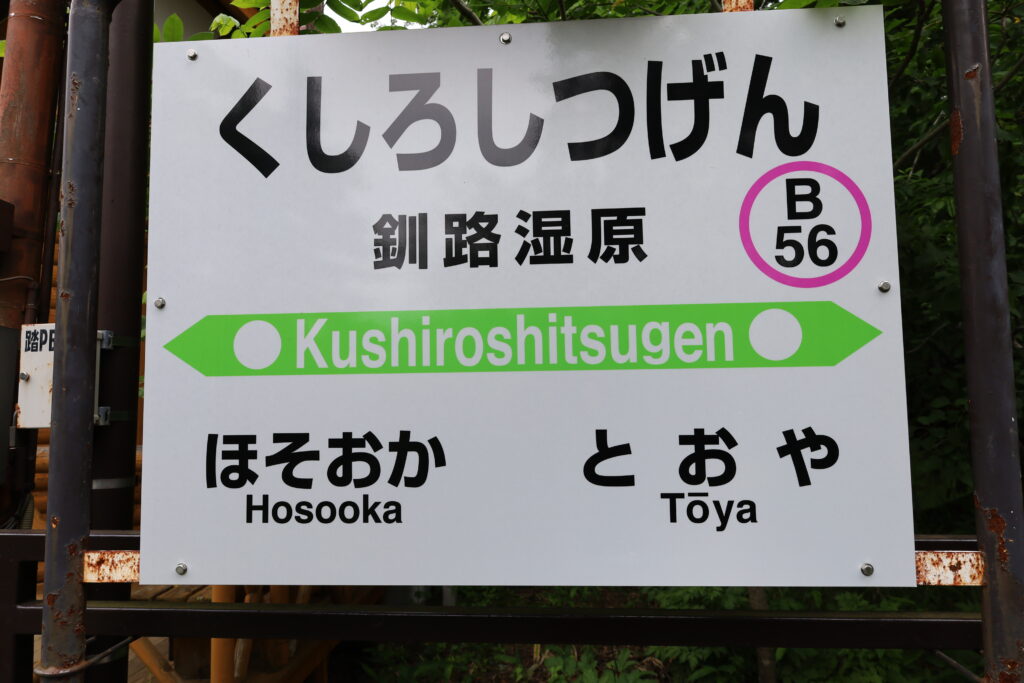 くしろしつげん
釧路湿原
B
56
Kushiroshitsugen
ほそおか
とおや
Hosooka
Tōya